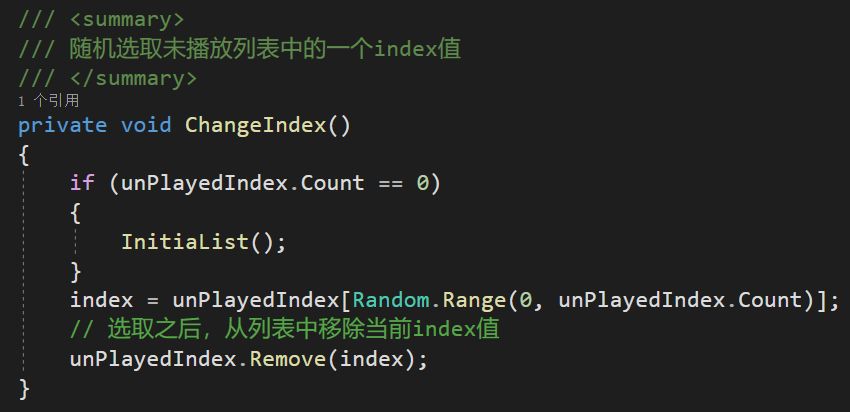 /// <summary>
/// 随机选取未播放列表中的一个index值
/// </summary>
1 个引用
private void ChangeIndex()
{
    if (unPlayedIndex.Count == 0)
    {
        InitiaList();
    }
    index = unPlayedIndex[Random.Range(0, unPlayedIndex.Count)];
    // 选取之后，从列表中移除当前index值
    unPlayedIndex.Remove(index);
}